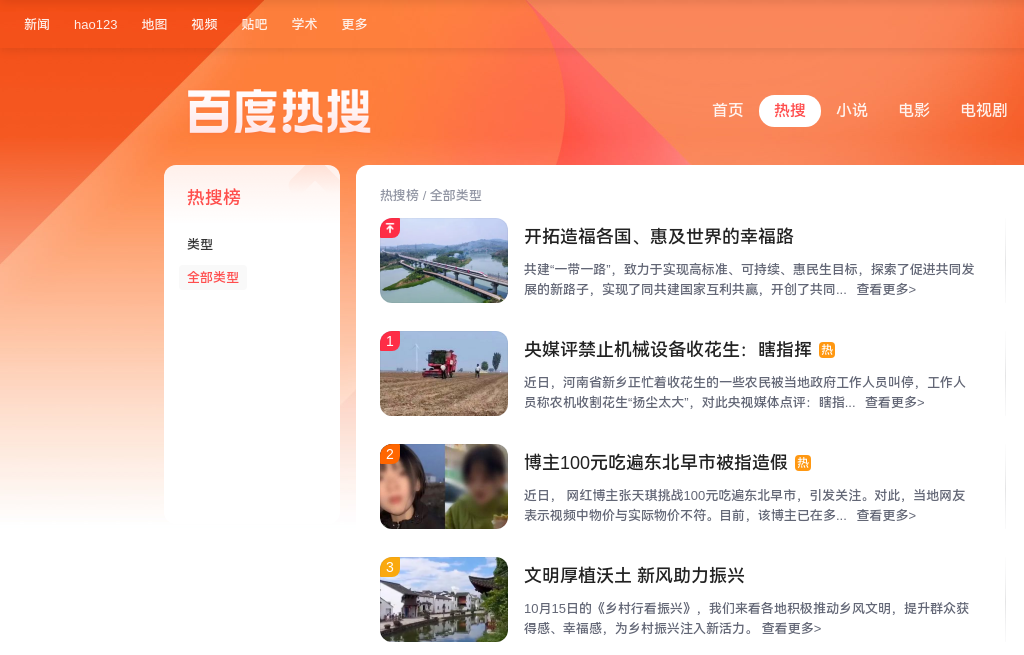 新闻 hao123 地图 视频 贴吧 学术 更多
百度热搜
首页 热搜 小说 电影 电视剧
热搜榜
类型
全部类型
热搜榜 / 全部类型
开拓造福各国、惠及世界的幸福路
共建“一带一路”，致力于实现高标准、可持续、惠民生目标，探索了促进共同发
展的新路子，实现了同共建国家互利共赢，开创了共同... 查看更多>
1
央媒评禁止机械设备收花生：瞎指挥 热
近日，河南省新乡正忙着收花生的一些农民被当地政府工作人员叫停，工作人
员称农机收割花生“扬尘太大”，对此央视媒体点评：瞎指... 查看更多>
2
博主100元吃遍东北早市被指造假 热
近日， 网红博主张天琪挑战100元吃遍东北早市，引发关注。对此，当地网友
表示视频中物价与实际物价不符。目前，该博主已在多... 查看更多>
3
文明厚植沃土 新风助力振兴
10月15日的《乡村行看振兴》，我们来看各地积极推动乡风文明，提升群众获
得感、幸福感，为乡村振兴注入新活力。 查看更多>